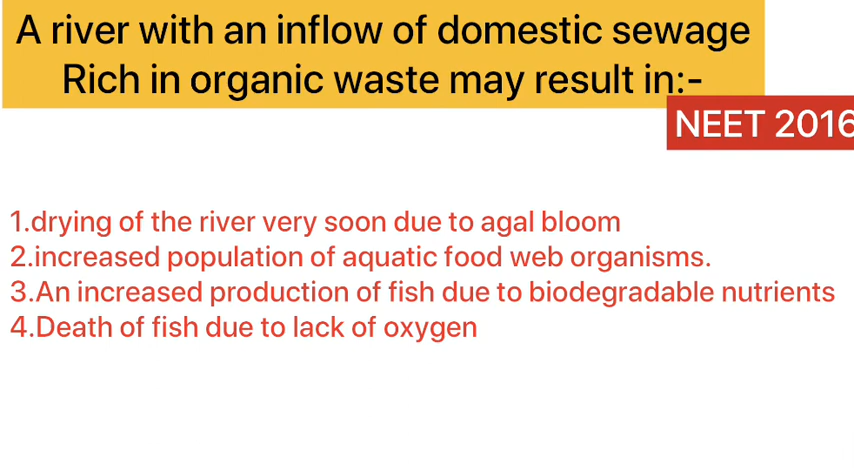 A river with an inflow of domestic sewage
Rich in organic waste may result in:-
NEET 2016
1.drying of the river very soon due to agal bloom
2.increased population of aquatic food web organisms.
3.An increased production of fish due to biodegradable nutrients
4.Death of fish due to lack of oxygen